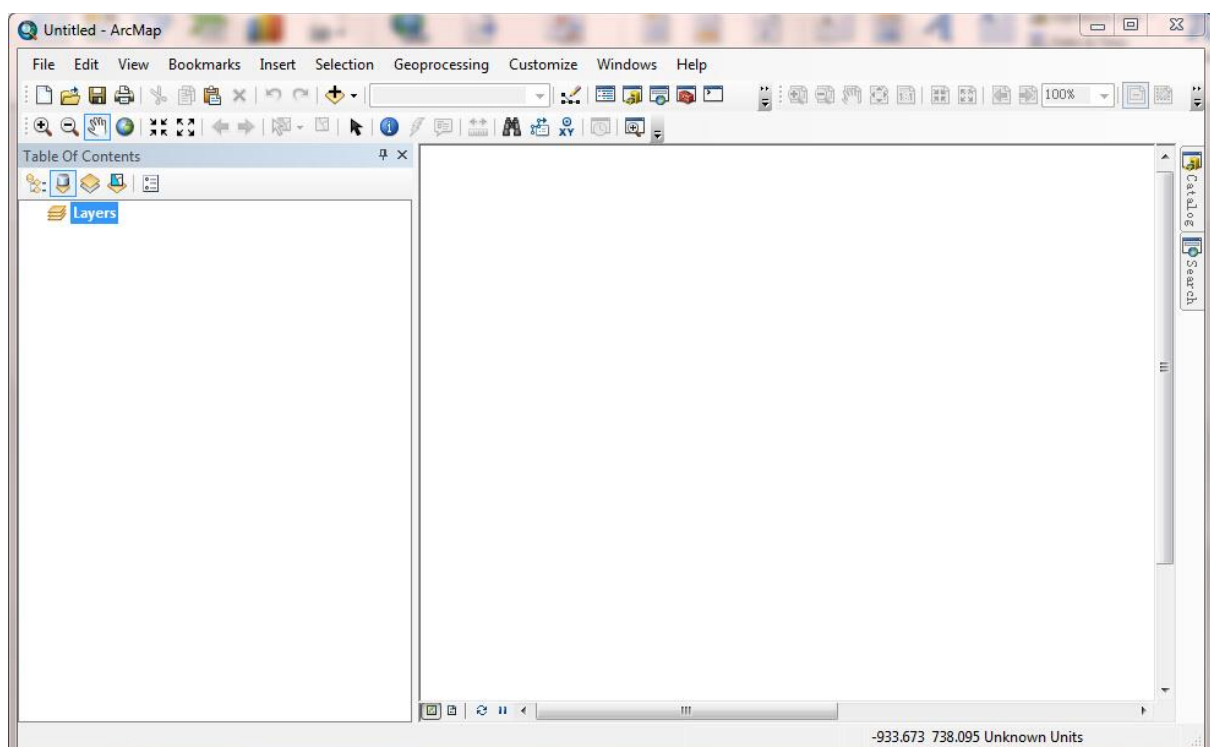 Untitled - ArcMap
File Edit View Bookmarks Insert Selection Geoprocessing Customize Windows Help
100%
XY
Table Of Contents
Layers
Catalog
Search
-933.673 738.095 Unknown Units